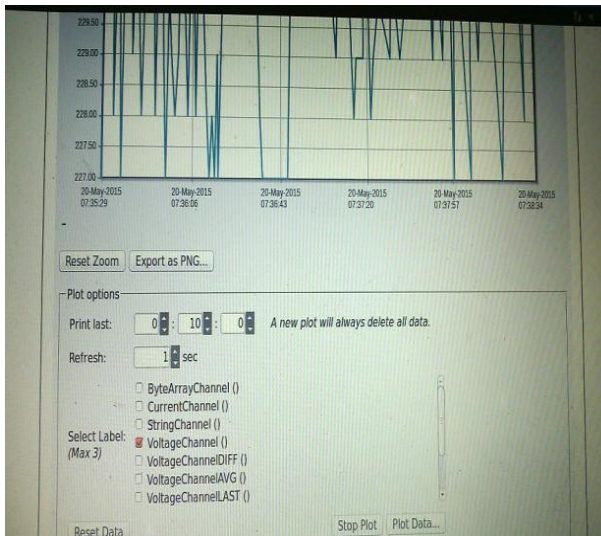 229.50
229.00
228.50
228.00
227.50
227.00
20-May-2015 20-May-2015 20-May-2015 20-May-2015 20-May-2015 20-May-2015
07:35:29 07:36:06 07:36:43 07:37:20 07:37:57 07:38:34
-
Reset Zoom Export as PNG...
Plot options
Print last: 0 : 10 : 0 A new plot will always delete all data.
Refresh: 1 sec
ByteArrayChannel ()
CurrentChannel ()
StringChannel ()
Select Label: VoltageChannel ()
(Max 3) VoltageChannelDIFF ()
VoltageChannelAVG ()
VoltageChannelLAST ()
Reset Data Stop Plot Plot Data...